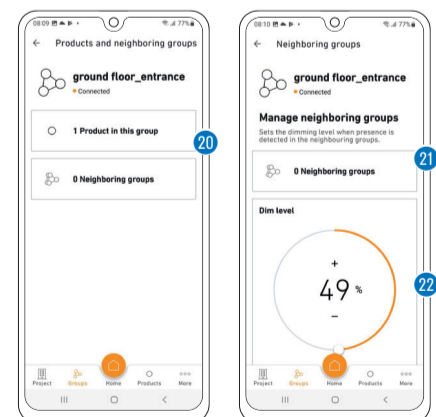 08:09
77%
Products and neighboring groups
ground floor_entrance
Connected
1 Product in this group
20
0 Neighboring groups
Project Groups Home Products More
08:10
77%
Neighboring groups
ground floor_entrance
Connected
Manage neighboring groups
Sets the dimming level when presence is
detected in the neighbouring groups.
21
0 Neighboring groups
Dim level
+
49 %
22
−
Project Groups Home Products More